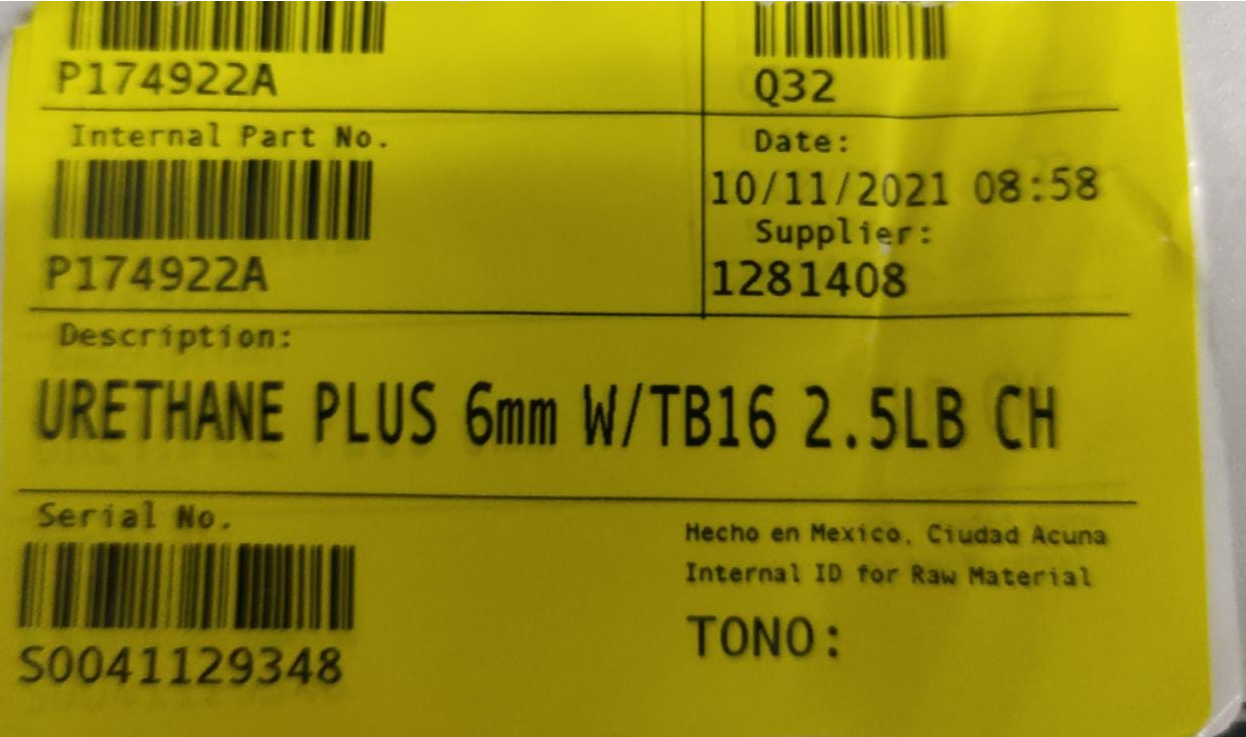 P174922A
Q32
Internal Part No.
P174922A
Date:
10/11/2021 08:58
Supplier:
1281408
Description:
URETHANE PLUS 6mm W/TB16 2.5LB CH
Serial No.
S0041129348
Hecho en Mexico, Ciudad Acuna
Internal ID for Raw Material
TONO: